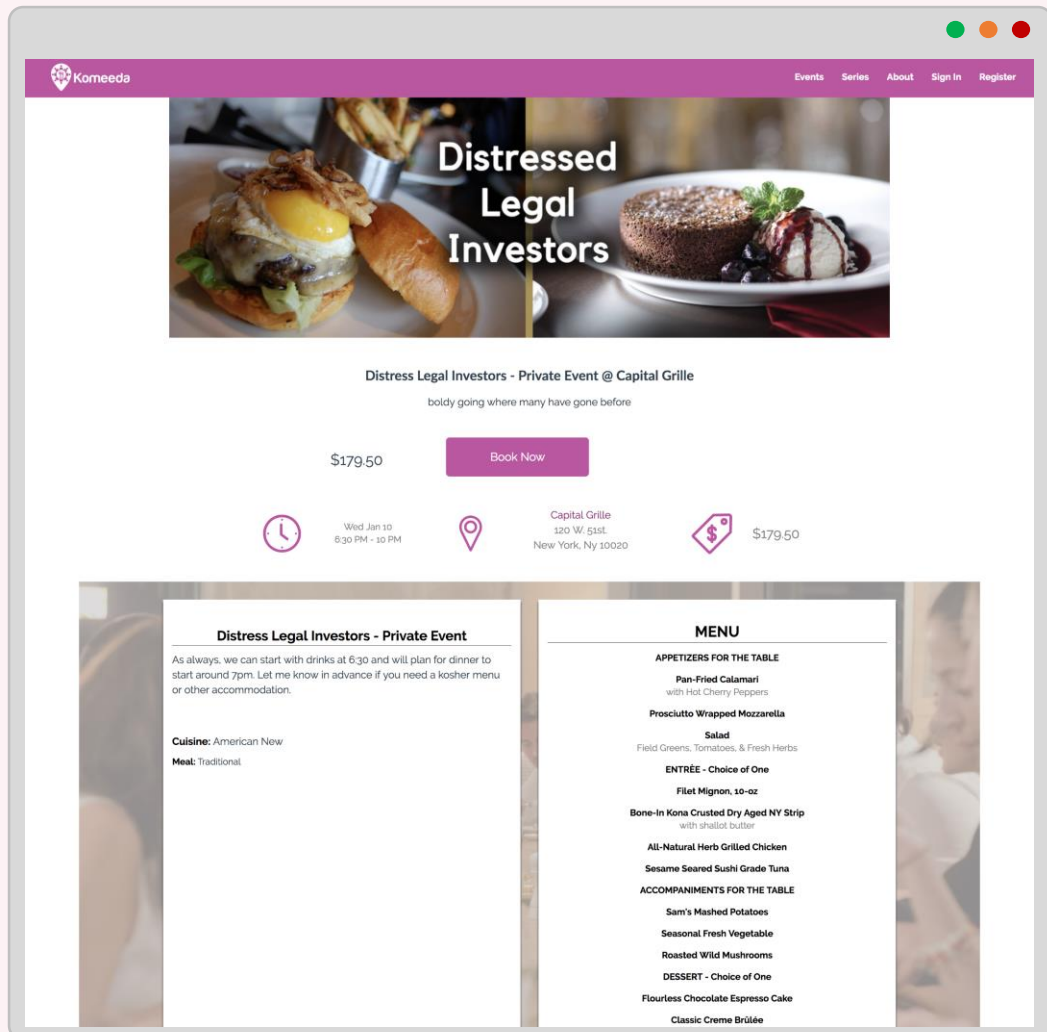 Komeeda
Events Series About Sign In Register
Distressed
Legal
Investors
Distress Legal Investors - Private Event @ Capital Grille
boldy going where many have gone before
$179.50
Book Now
Wed Jan 10
6:30 PM - 10 PM
Capital Grille
120 W. 51st.
New York, Ny 10020
$179.50
Distress Legal Investors - Private Event
As always, we can start with drinks at 6:30 and will plan for dinner to
start around 7pm. Let me know in advance if you need a kosher menu
or other accommodation.
Cuisine: American New
Meal: Traditional
MENU
APPETIZERS FOR THE TABLE
Pan-Fried Calamari
with Hot Cherry Peppers
Prosciutto Wrapped Mozzarella
Salad
Field Greens, Tomatoes, & Fresh Herbs
ENTRÈE - Choice of One
Filet Mignon, 10-oz
Bone-In Kona Crusted Dry Aged NY Strip
with shallot butter
All-Natural Herb Grilled Chicken
Sesame Seared Sushi Grade Tuna
ACCOMPANIMENTS FOR THE TABLE
Sam's Mashed Potatoes
Seasonal Fresh Vegetable
Roasted Wild Mushrooms
DESSERT - Choice of One
Flourless Chocolate Espresso Cake
Classic Creme Brûlée